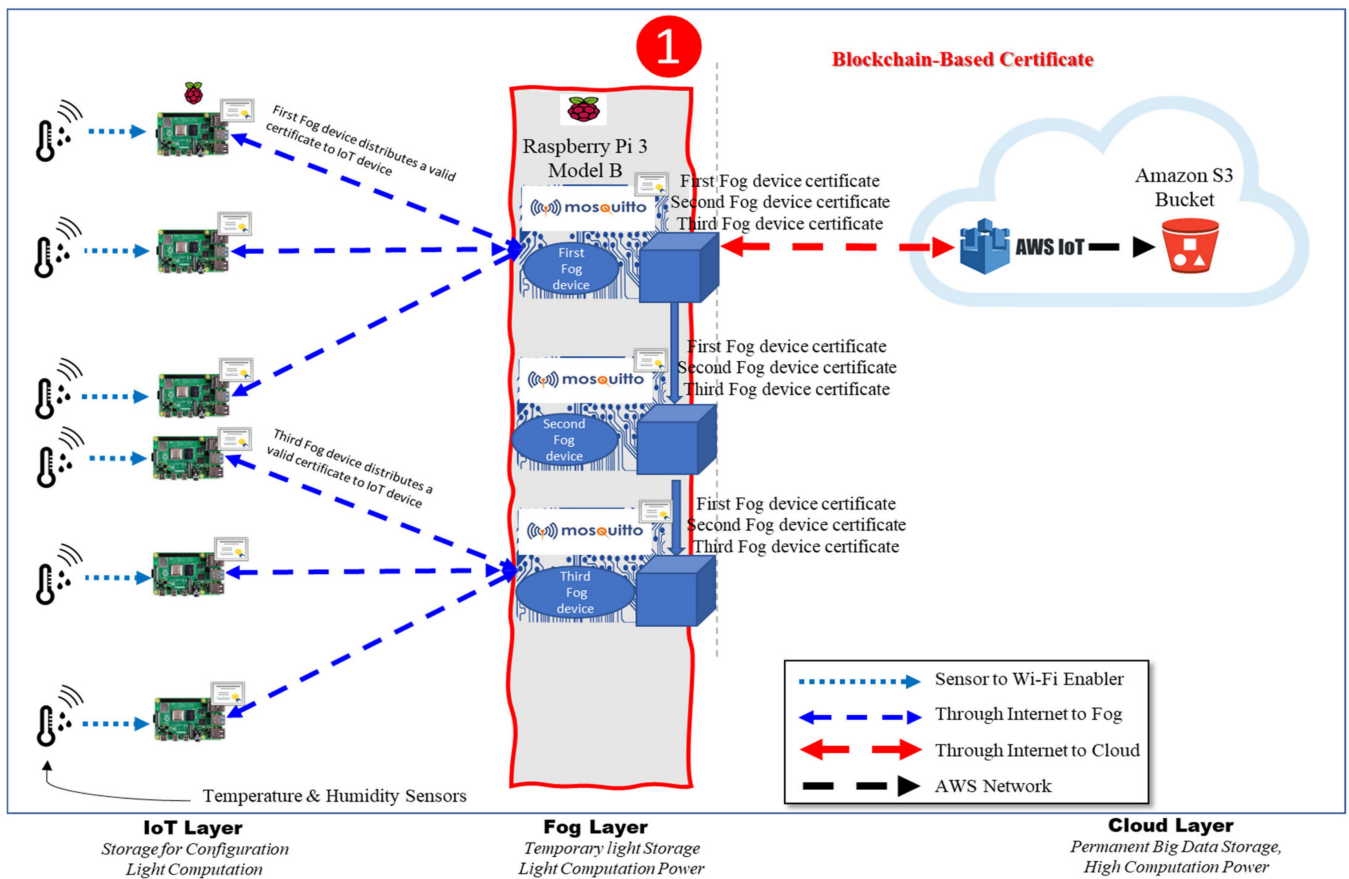 1
Blockchain-Based Certificate
First Fog device distributes a valid
certificate to IoT device
Raspberry Pi 3
Model B
mosquitto
First
Fog
device
First Fog device certificate
Second Fog device certificate
Third Fog device certificate
AWS IoT
Amazon S3
Bucket
mosquitto
Second
Fog
device
First Fog device certificate
Second Fog device certificate
Third Fog device certificate
Third Fog device distributes a
valid certificate to IoT device
mosquitto
Third
Fog
device
First Fog device certificate
Second Fog device certificate
Third Fog device certificate
Sensor to Wi-Fi Enabler
Through Internet to Fog
Through Internet to Cloud
AWS Network
Temperature & Humidity Sensors
IoT Layer
Storage for Configuration
Light Computation
Fog Layer
Temporary light Storage
Light Computation Power
Cloud Layer
Permanent Big Data Storage,
High Computation Power